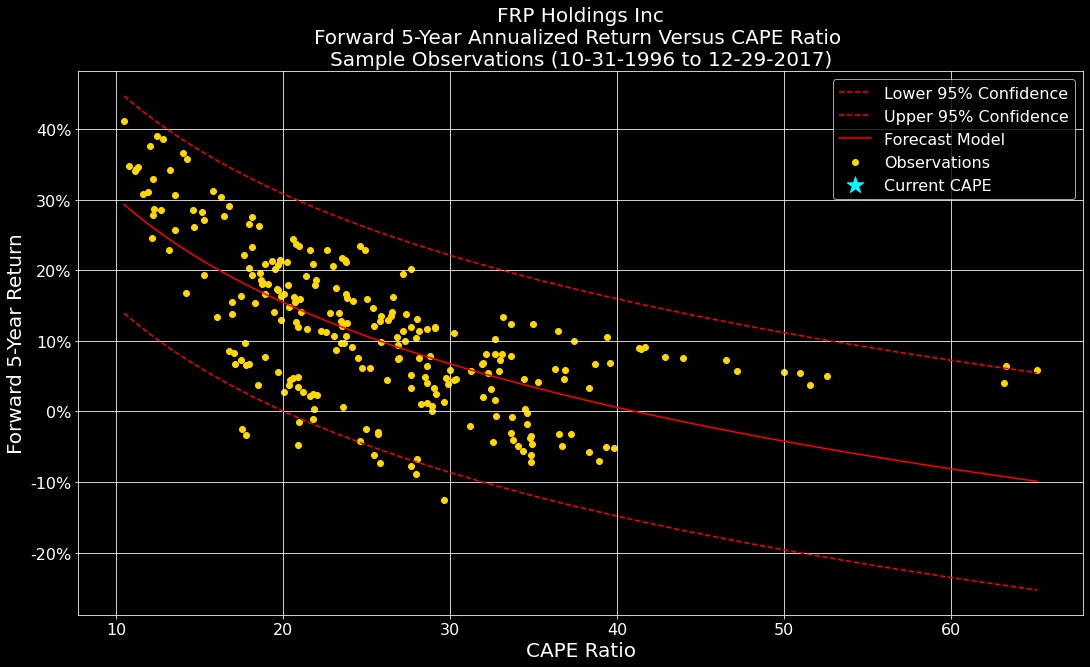 FRP Holdings Inc
Forward 5-Year Annualized Return Versus CAPE Ratio
Sample Observations (10-31-1996 to 12-29-2017)
Lower 95% Confidence
Upper 95% Confidence
Forecast Model
Observations
Current CAPE
Forward 5-Year Return
40%
30%
20%
10%
0%
-10%
-20%
10 20 30 40 50 60
CAPE Ratio